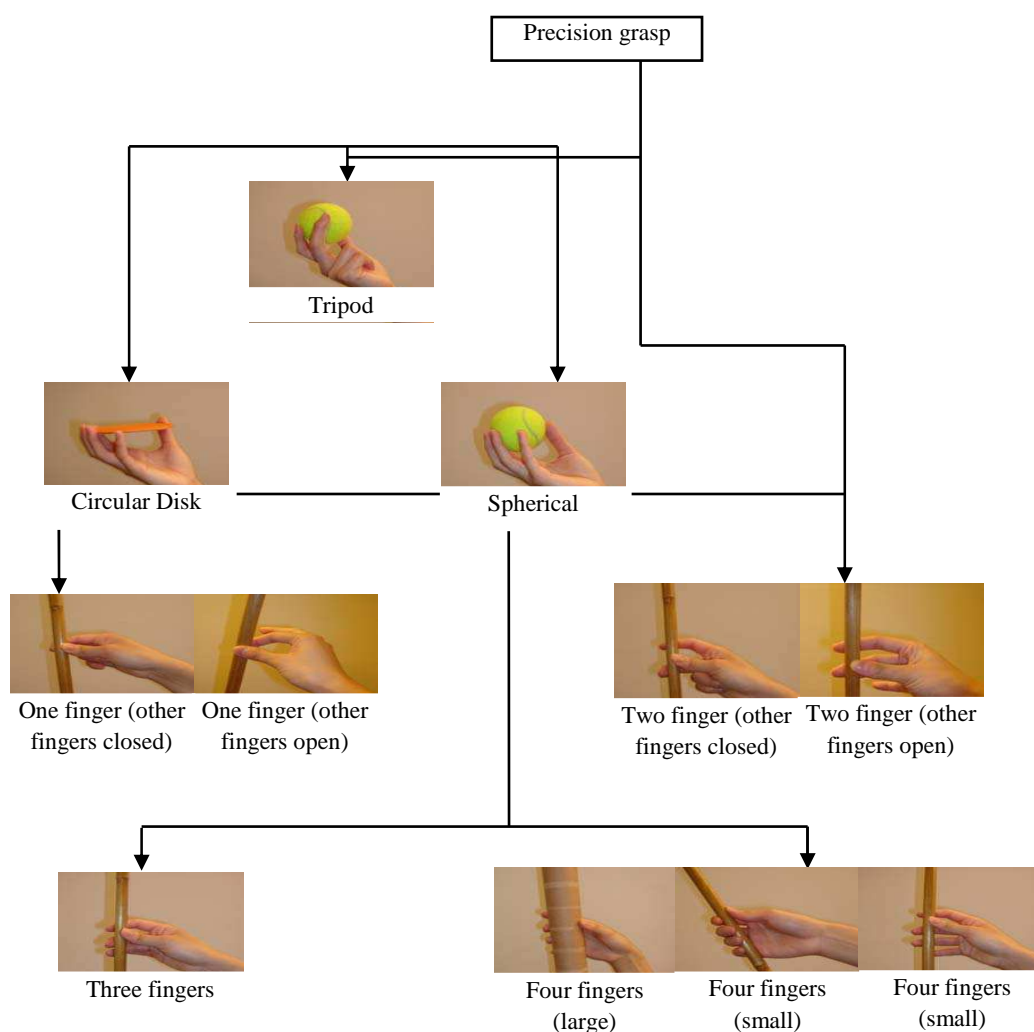 Precision grasp
Tripod
Circular Disk
Spherical
One finger (other
fingers closed)
One finger (other
fingers open)
Two finger (other
fingers closed)
Two finger (other
fingers open)
Three fingers
Four fingers
(large)
Four fingers
(small)
Four fingers
(small)